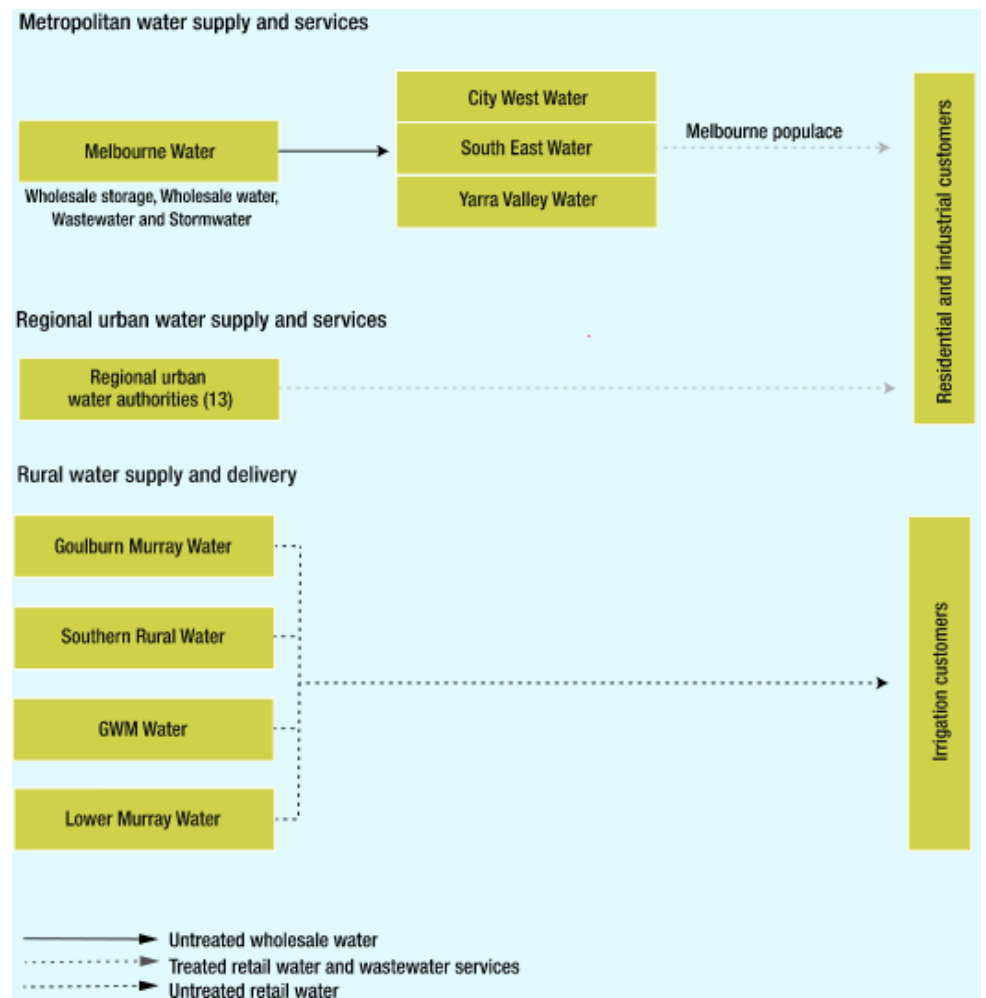 Metropolitan water supply and services
City West Water
Melbourne Water
South East Water
Melbourne populace
Yarra Valley Water
Wholesale storage, Wholesale water,
Wastewater and Stormwater
Residential and industrial customers
Regional urban water supply and services
Regional urban
water authorities (13)
Rural water supply and delivery
Goulburn Murray Water
Southern Rural Water
GWM Water
Lower Murray Water
Irrigation customers
Untreated wholesale water
Treated retail water and wastewater services
Untreated retail water